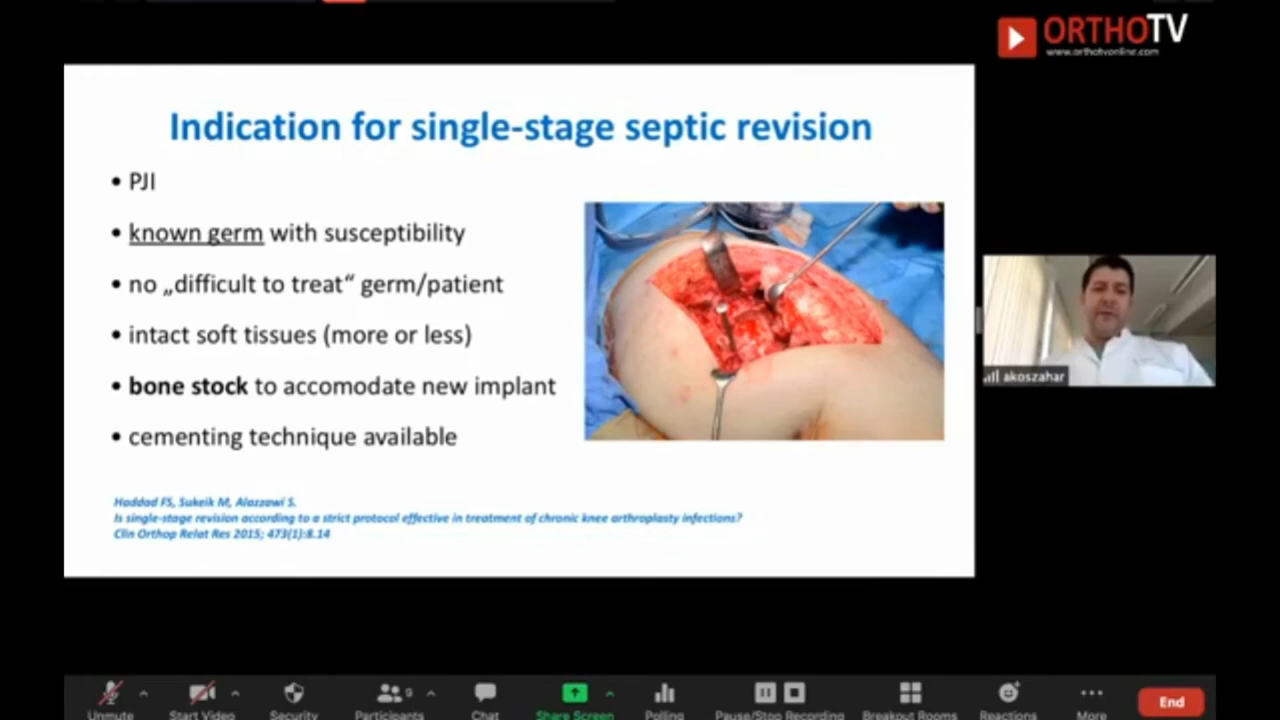 ORTHOTV
www.orthotvonline.com
Indication for single-stage septic revision
• PJI
• known germ with susceptibility
• no „difficult to treat“ germ/patient
• intact soft tissues (more or less)
• bone stock to accomodate new implant
• cementing technique available
Haddad FS, Sukeik M, Alazzawi S.
Is single-stage revision according to a strict protocol effective in treatment of chronic knee arthroplasty infections?
Clin Orthop Relat Res 2015; 473(1):8.14
akoszahar
9
Unmute
Start Video
Security
Participants
Chat
Share Screen
Polling
Pause/Stop Recording
Breakout Rooms
Reactions
More
End